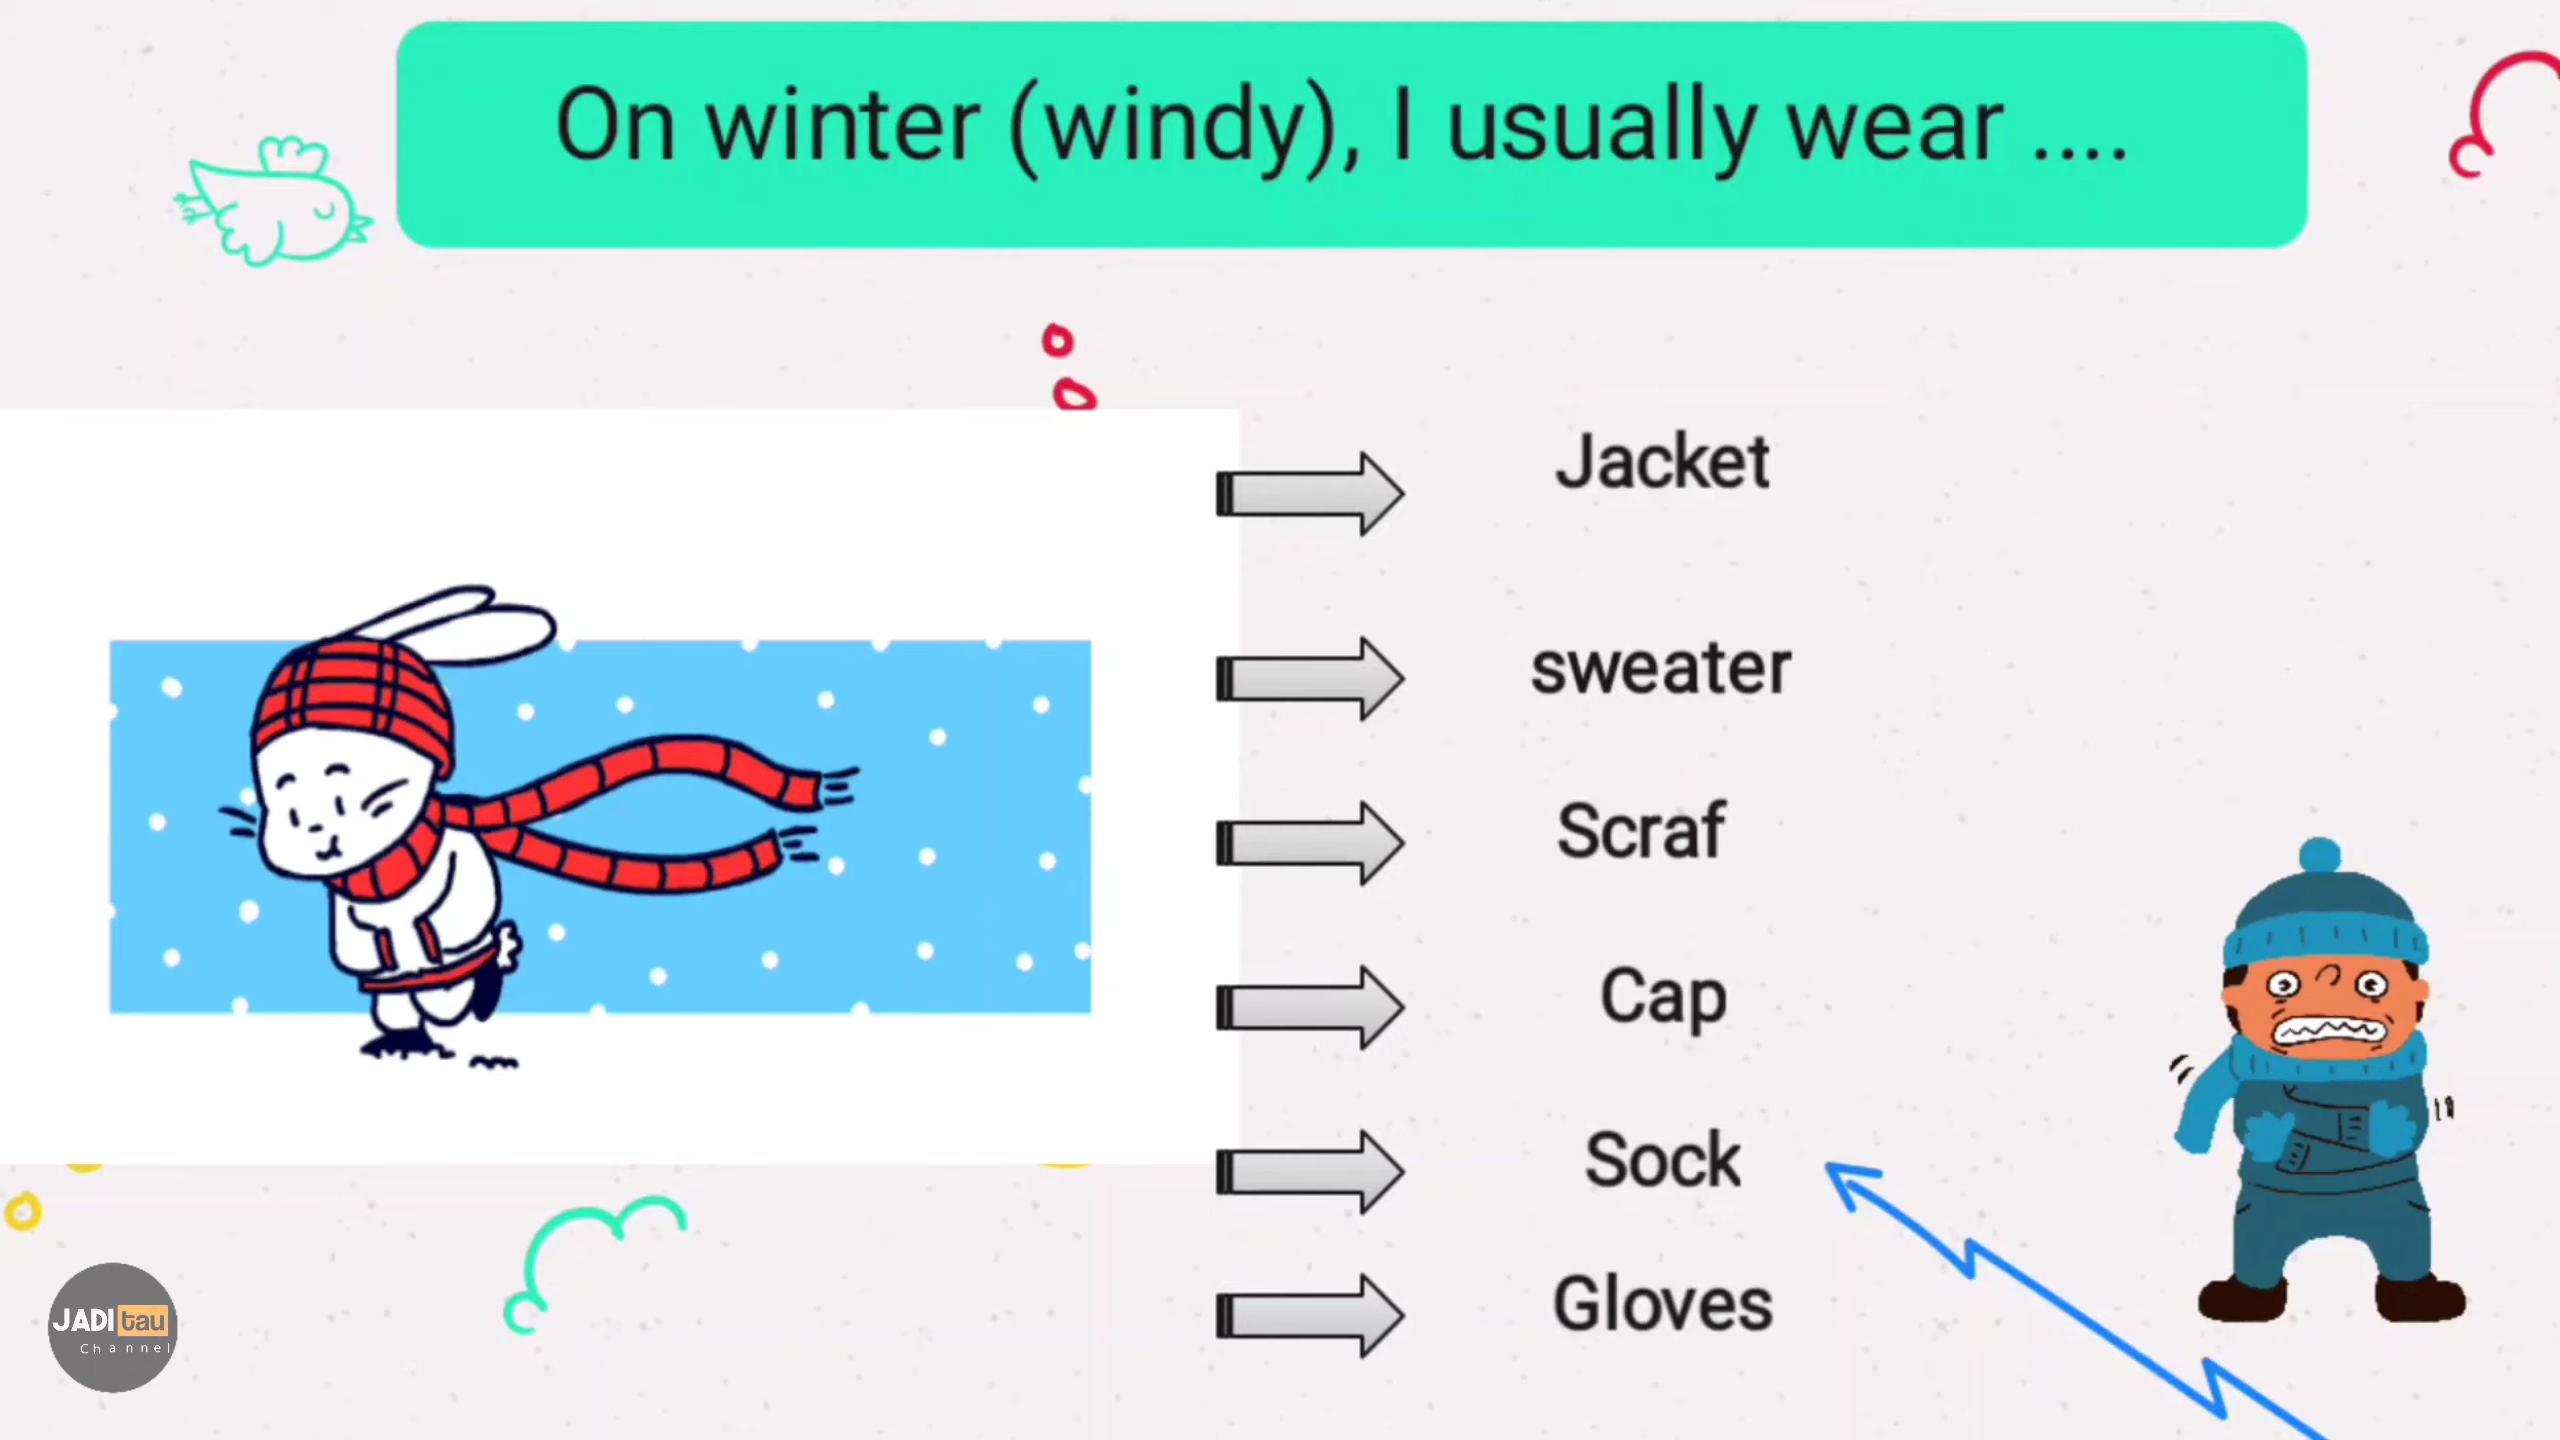 On winter (windy), I usually wear ....
Jacket
sweater
Scraf
Cap
Sock
Gloves
JADI tau
Channel